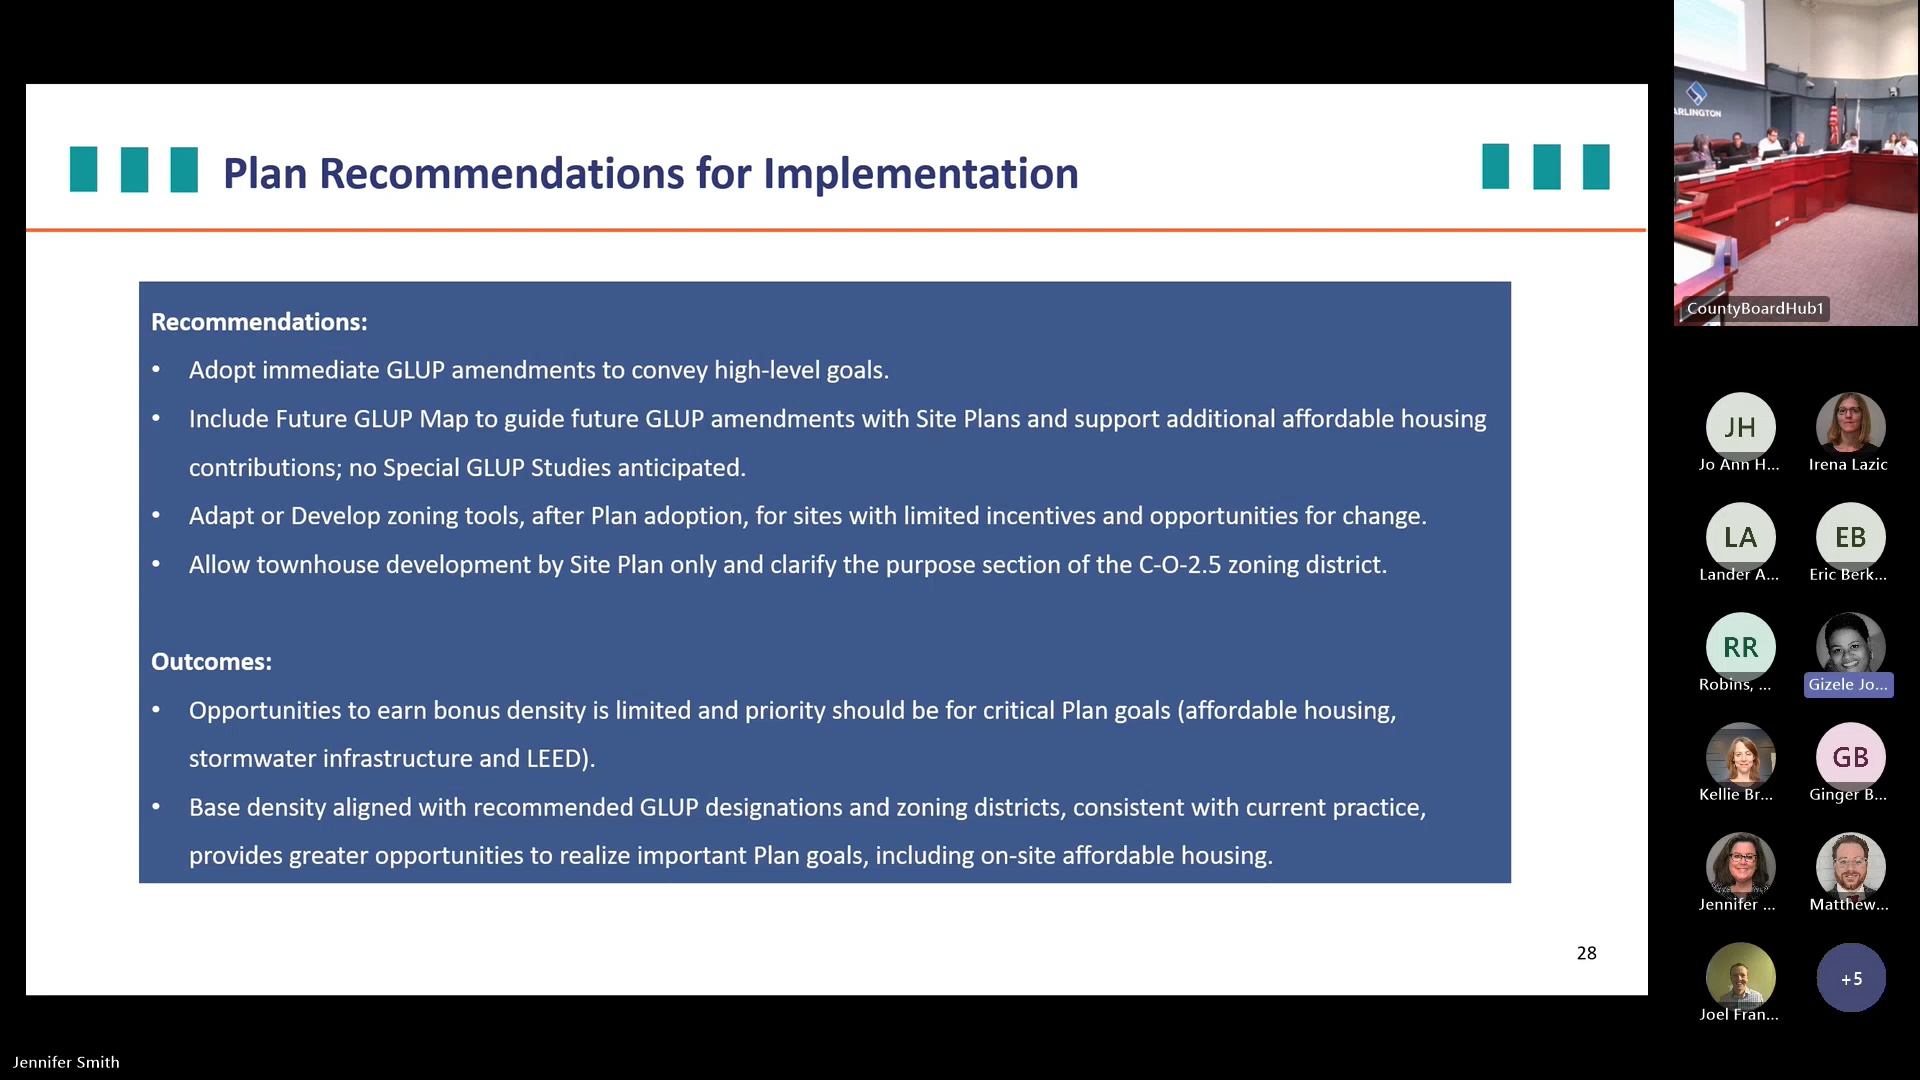 Plan Recommendations for Implementation
Recommendations:
• Adopt immediate GLUP amendments to convey high-level goals.
• Include Future GLUP Map to guide future GLUP amendments with Site Plans and support additional affordable housing
contributions; no Special GLUP Studies anticipated.
• Adapt or Develop zoning tools, after Plan adoption, for sites with limited incentives and opportunities for change.
• Allow townhouse development by Site Plan only and clarify the purpose section of the C-O-2.5 zoning district.
Outcomes:
• Opportunities to earn bonus density is limited and priority should be for critical Plan goals (affordable housing,
stormwater infrastructure and LEED).
• Base density aligned with recommended GLUP designations and zoning districts, consistent with current practice,
provides greater opportunities to realize important Plan goals, including on-site affordable housing.
28
Jennifer Smith
ARLINGTON
CountyBoardHub1
JH
Jo Ann H...
Irena Lazic
LA
Lander A...
EB
Eric Berk...
RR
Robins, ...
Gizele Jo...
Kellie Br...
GB
Ginger B...
Jennifer ...
Matthew...
Joel Fran...
+5